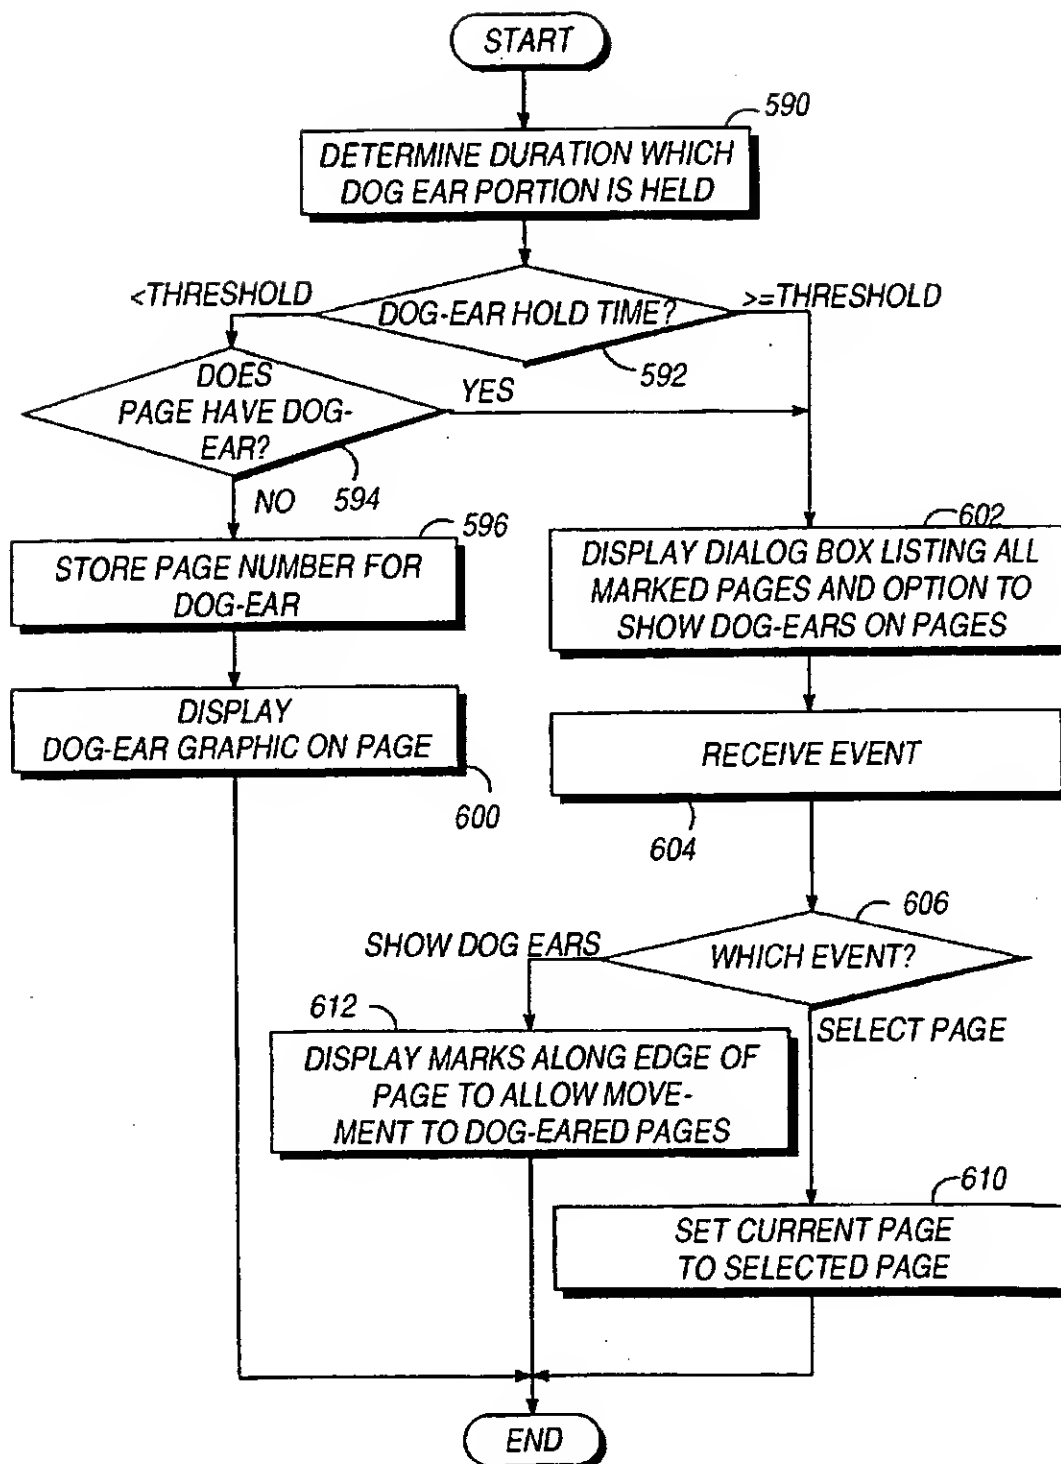 START
590
DETERMINE DURATION WHICH
DOG EAR PORTION IS HELD
<THRESHOLD
DOG-EAR HOLD TIME?
>=THRESHOLD
592
DOES
PAGE HAVE DOG-
EAR?
YES
594
NO
596
STORE PAGE NUMBER FOR
DOG-EAR
602
DISPLAY DIALOG BOX LISTING ALL
MARKED PAGES AND OPTION TO
SHOW DOG-EARS ON PAGES
DISPLAY
DOG-EAR GRAPHIC ON PAGE
600
RECEIVE EVENT
604
606
SHOW DOG EARS
WHICH EVENT?
SELECT PAGE
612
DISPLAY MARKS ALONG EDGE OF
PAGE TO ALLOW MOVE-
MENT TO DOG-EARED PAGES
610
SET CURRENT PAGE
TO SELECTED PAGE
END